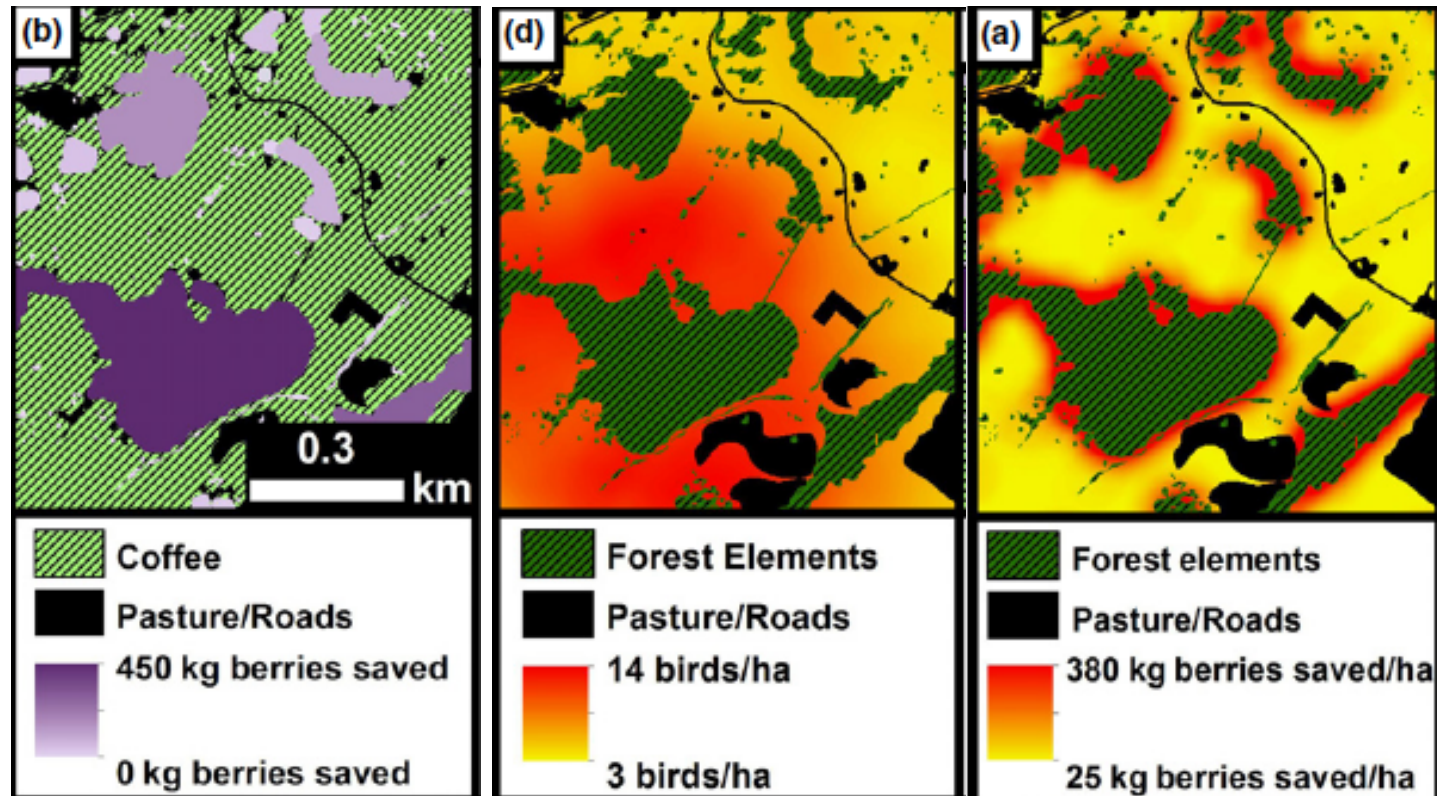 (b)
0.3
km
Coffee
Pasture/Roads
450 kg berries saved
0 kg berries saved
(d)
Forest Elements
Pasture/Roads
14 birds/ha
3 birds/ha
(a)
Forest elements
Pasture/Roads
380 kg berries saved/ha
25 kg berries saved/ha